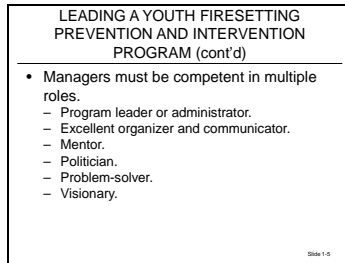 LEADING A YOUTH FIRESETTING
PREVENTION AND INTERVENTION
PROGRAM (cont'd)
• Managers must be competent in multiple
roles.
– Program leader or administrator.
– Excellent organizer and communicator.
– Mentor.
– Politician.
– Problem-solver.
– Visionary.
Slide 1-5